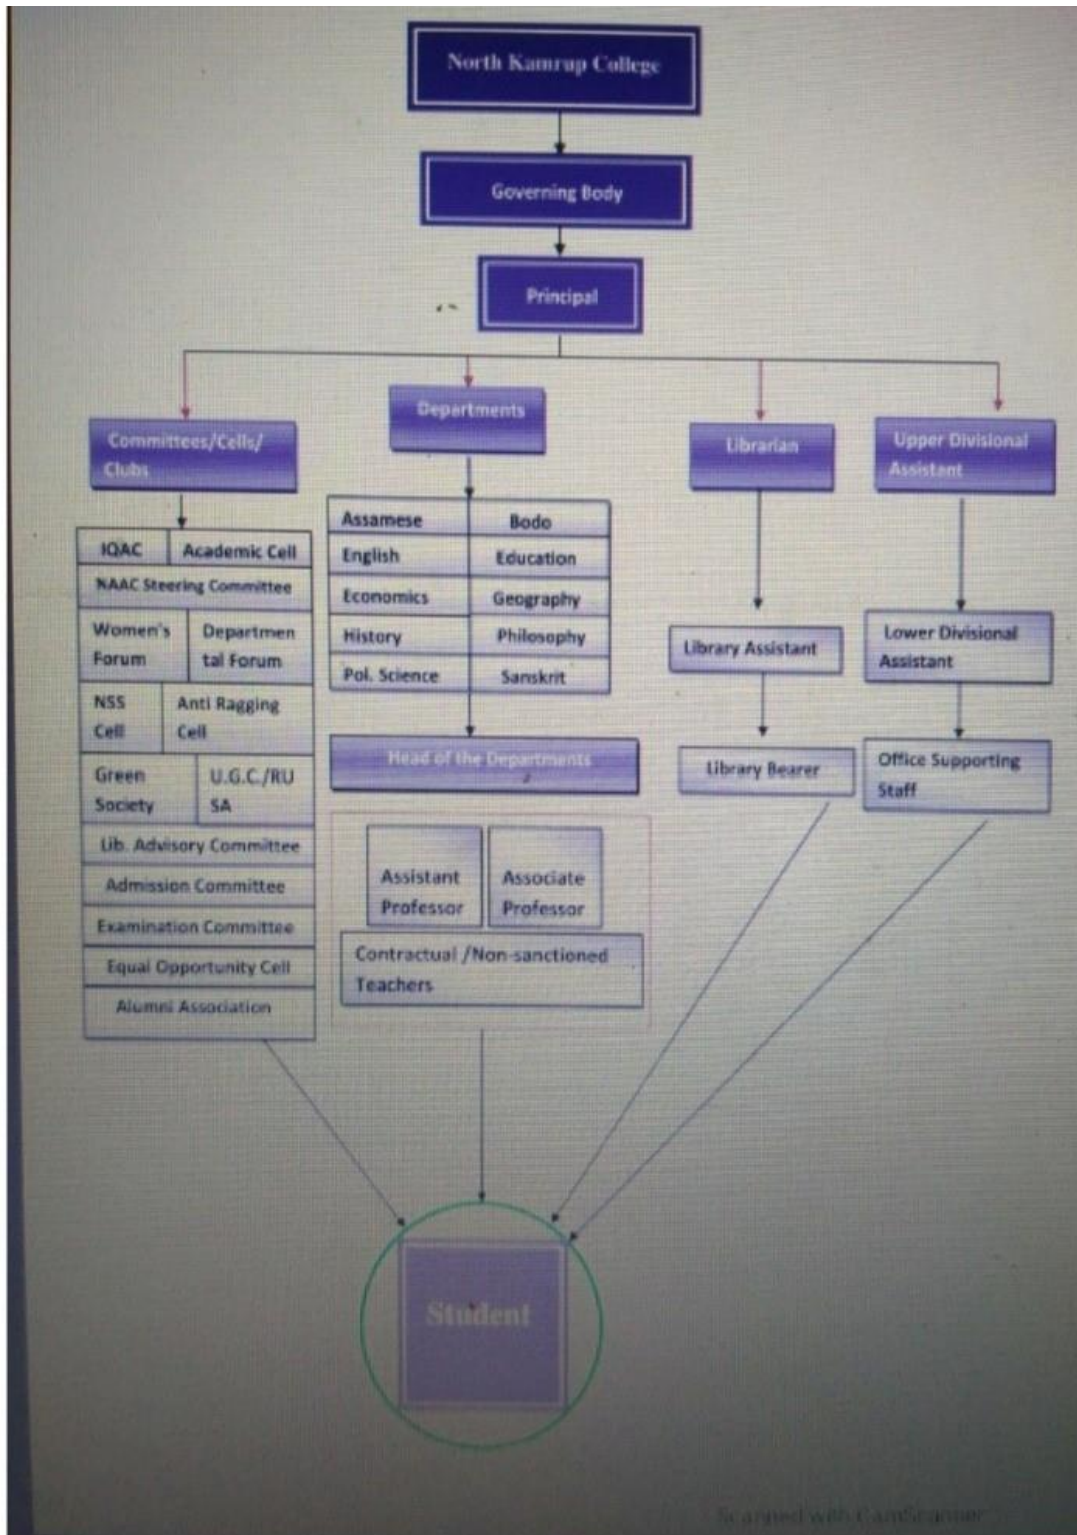 North Kamrup College
Governing Body
Principal
Committees/Cells/
Clubs
Departments
Librarian
Upper Divisional
Assistant
IQAC
Academic Cell
NAAC Steering Committee
Women's
Forum
Departmen
tal Forum
NSS
Cell
Anti Ragging
Cell
Green
Society
U.G.C./RU
SA
Lib. Advisory Committee
Admission Committee
Examination Committee
Equal Opportunity Cell
Alumni Association
Assamese
Bodo
English
Education
Economics
Geography
History
Philosophy
Pol. Science
Sanskrit
Head of the Departments
Assistant
Professor
Associate
Professor
Contractual /Non-sanctioned
Teachers
Library Assistant
Library Bearer
Lower Divisional
Assistant
Office Supporting
Staff
Student
Scanned with CamScanner